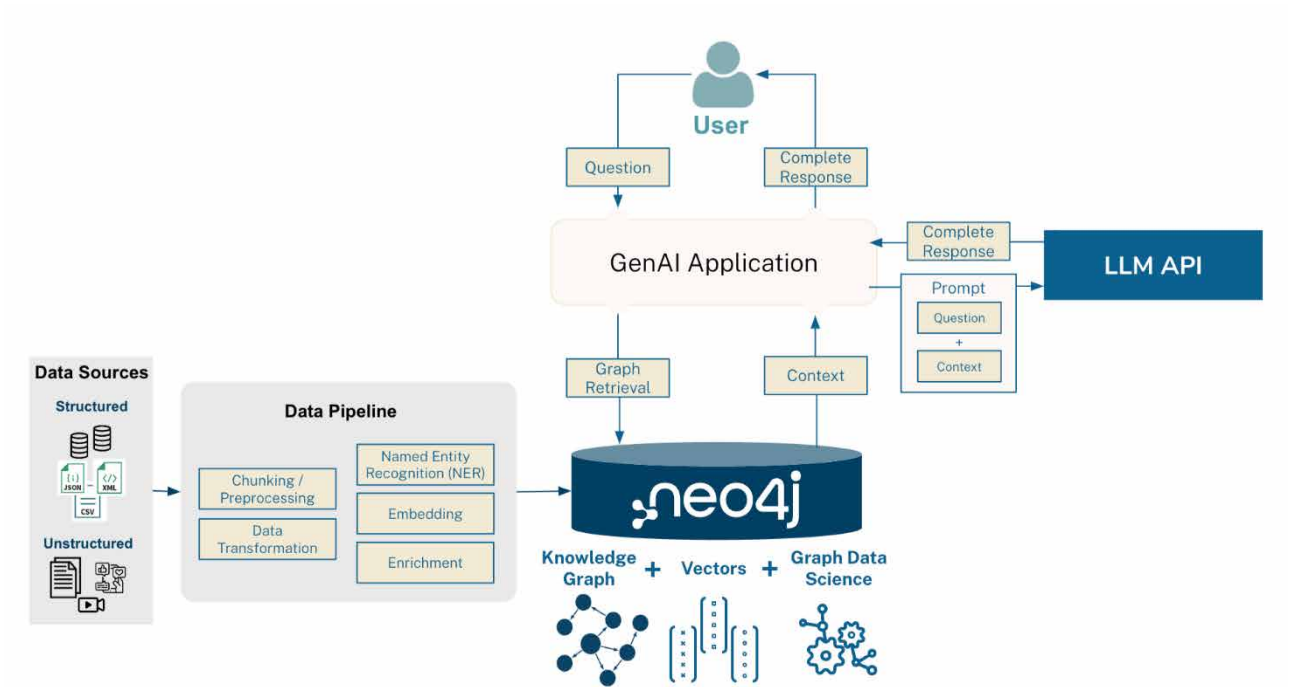 User
Question
Complete
Response
GenAI Application
Complete
Response
LLM API
Prompt
Question
+
Context
Graph
Retrieval
Context
Data Sources
Structured
{i}
JSON
</>
XML
CSV
Unstructured
Data Pipeline
Chunking /
Preprocessing
Data
Transformation
Named Entity
Recognition (NER)
Embedding
Enrichment
neo4j
Knowledge
Graph
+
Vectors
+
Graph Data
Science